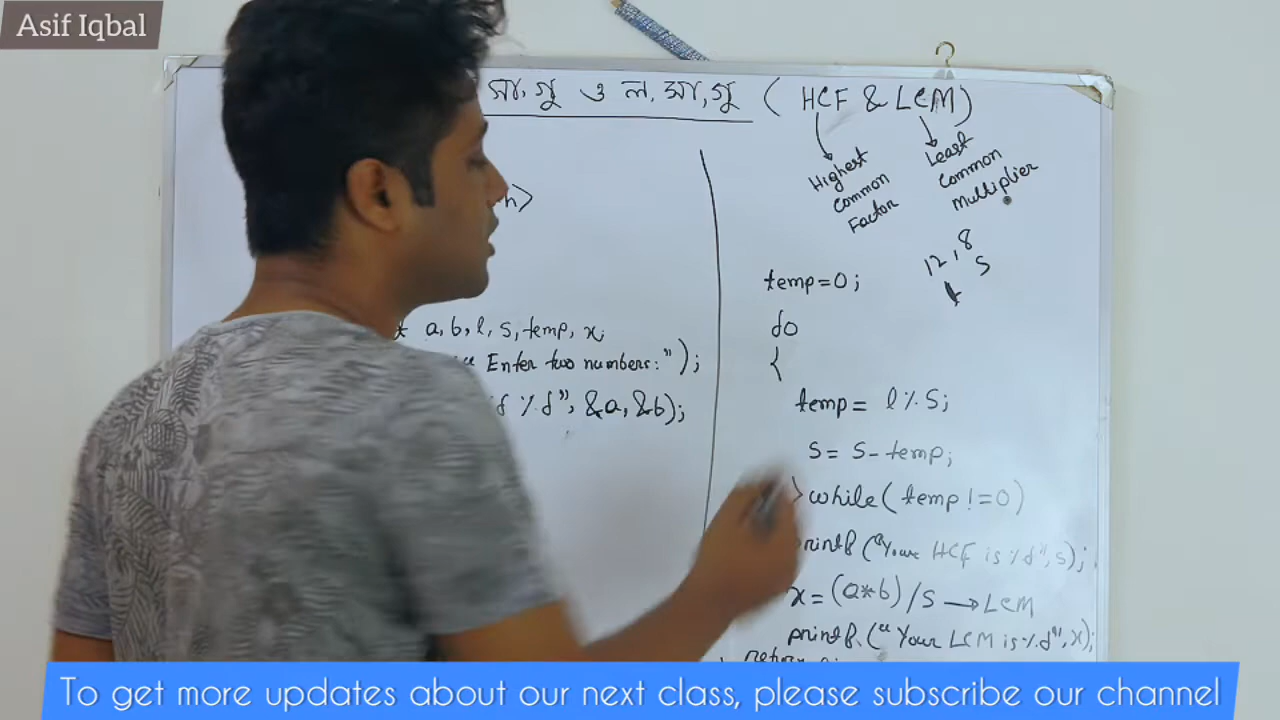 Asif Iqbal
সা.গু ও ল.সা,গু ( HCF & LCM)
Highest
Common
Factor
Least
Common
Multiplier
h>
12, 8
S
temp=0;
do
{
a, b, l, s, temp, x;
Enter two numbers:");
%d", &a, &b);
temp= l%S;
S= S-temp;
}while(temp !=0)
printf("Your HCF is %d", s);
x=(a*b)/S →LCM
printf("Your LCM is %d", x);
return
To get more updates about our next class, please subscribe our channel